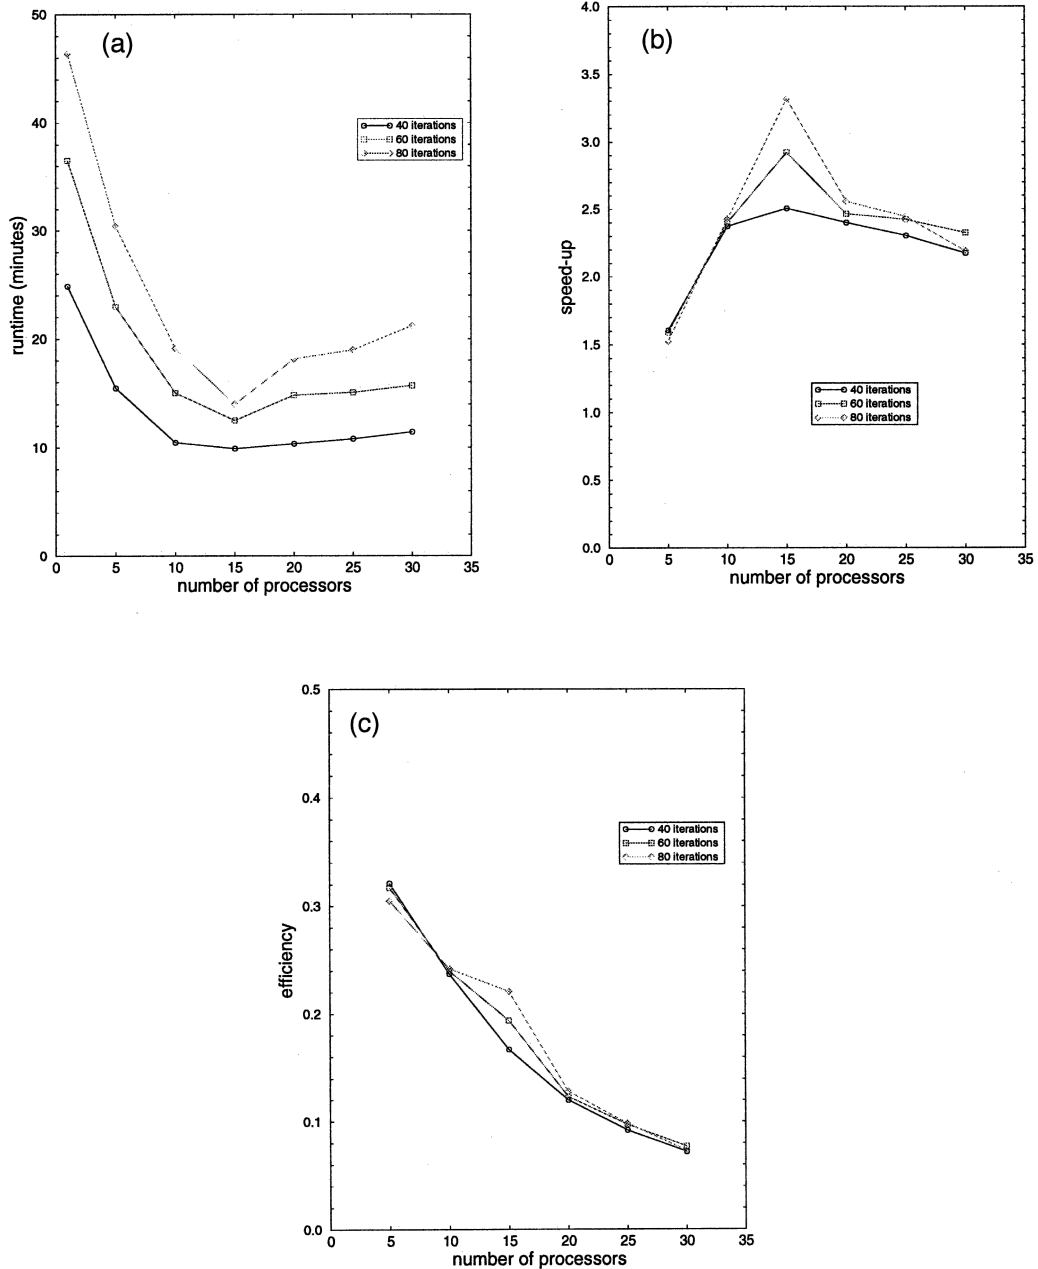 (a)
50
40
30
20
10
0
runtime (minutes)
40 iterations
60 iterations
80 iterations
0 5 10 15 20 25 30 35
number of processors
(b)
4.0
3.5
3.0
2.5
2.0
1.5
1.0
0.5
0.0
speed-up
40 iterations
60 iterations
80 iterations
0 5 10 15 20 25 30 35
number of processors
(c)
0.5
0.4
0.3
0.2
0.1
0.0
efficiency
40 iterations
60 iterations
80 iterations
0 5 10 15 20 25 30 35
number of processors